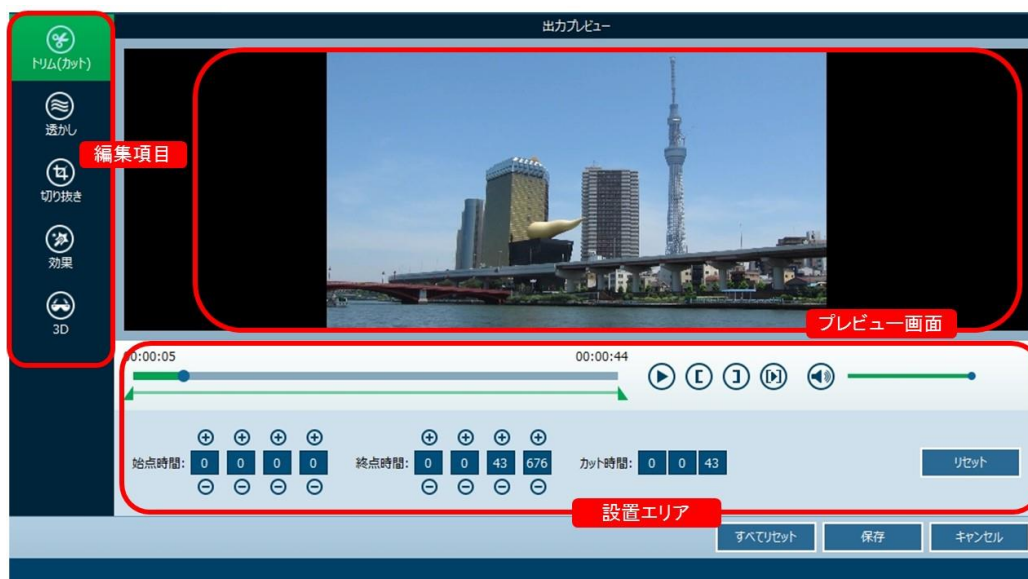 出力プレビュー
トリム(カット)
透かし
編集項目
切り抜き
効果
3D
プレビュー画面
00:00:05
00:00:44
始点時間: 0 0 0 0 終点時間: 0 0 43 676 カット時間: 0 0 43 リセット
設置エリア
すべてリセット 保存 キャンセル